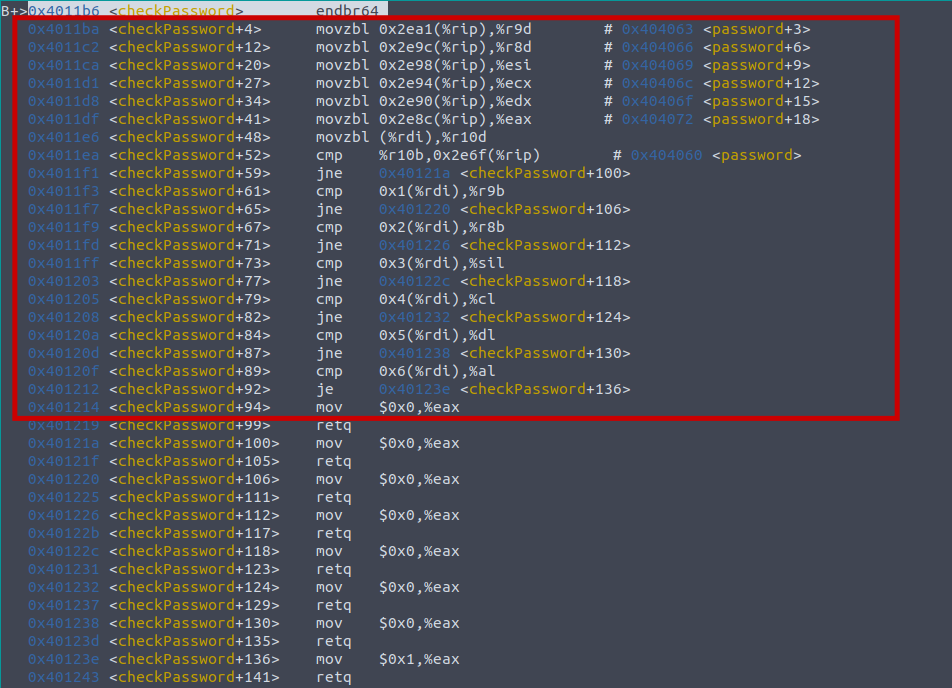 B+>0x4011b6 <checkPassword> endbr64
0x4011ba <checkPassword+4> movzbl 0x2ea1(%rip),%r9d # 0x404063 <password+3>
0x4011c2 <checkPassword+12> movzbl 0x2e9c(%rip),%r8d # 0x404066 <password+6>
0x4011ca <checkPassword+20> movzbl 0x2e98(%rip),%esi # 0x404069 <password+9>
0x4011d1 <checkPassword+27> movzbl 0x2e94(%rip),%ecx # 0x40406c <password+12>
0x4011d8 <checkPassword+34> movzbl 0x2e90(%rip),%edx # 0x40406f <password+15>
0x4011df <checkPassword+41> movzbl 0x2e8c(%rip),%eax # 0x404072 <password+18>
0x4011e6 <checkPassword+48> movzbl (%rdi),%r10d
0x4011ea <checkPassword+52> cmp %r10b,0x2e6f(%rip) # 0x404060 <password>
0x4011f1 <checkPassword+59> jne 0x40121a <checkPassword+100>
0x4011f3 <checkPassword+61> cmp 0x1(%rdi),%r9b
0x4011f7 <checkPassword+65> jne 0x401220 <checkPassword+106>
0x4011f9 <checkPassword+67> cmp 0x2(%rdi),%r8b
0x4011fd <checkPassword+71> jne 0x401226 <checkPassword+112>
0x4011ff <checkPassword+73> cmp 0x3(%rdi),%sil
0x401203 <checkPassword+77> jne 0x40122c <checkPassword+118>
0x401205 <checkPassword+79> cmp 0x4(%rdi),%cl
0x401208 <checkPassword+82> jne 0x401232 <checkPassword+124>
0x40120a <checkPassword+84> cmp 0x5(%rdi),%dl
0x40120d <checkPassword+87> jne 0x401238 <checkPassword+130>
0x40120f <checkPassword+89> cmp 0x6(%rdi),%al
0x401212 <checkPassword+92> je 0x40123e <checkPassword+136>
0x401214 <checkPassword+94> mov $0x0,%eax
0x401219 <checkPassword+99> retq
0x40121a <checkPassword+100> mov $0x0,%eax
0x40121f <checkPassword+105> retq
0x401220 <checkPassword+106> mov $0x0,%eax
0x401225 <checkPassword+111> retq
0x401226 <checkPassword+112> mov $0x0,%eax
0x40122b <checkPassword+117> retq
0x40122c <checkPassword+118> mov $0x0,%eax
0x401231 <checkPassword+123> retq
0x401232 <checkPassword+124> mov $0x0,%eax
0x401237 <checkPassword+129> retq
0x401238 <checkPassword+130> mov $0x0,%eax
0x40123d <checkPassword+135> retq
0x40123e <checkPassword+136> mov $0x1,%eax
0x401243 <checkPassword+141> retq